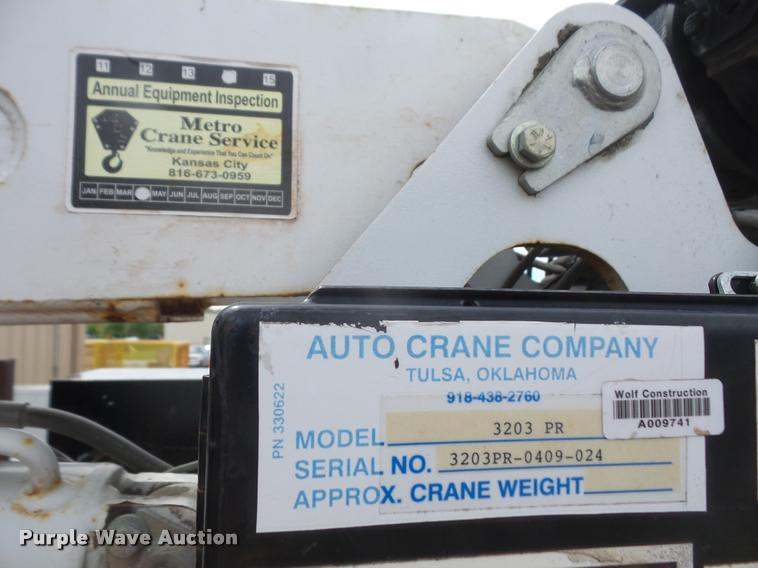 11 12 13 15
Annual Equipment Inspection
Metro
Crane Service
"Knowledge and Experience That You Can Count On"
Kansas City
816-673-0959
JAN FEB MAR MAY JUN JUL AUG SEP OCT NOV DEC
AUTO CRANE COMPANY
TULSA, OKLAHOMA
918-438-2760
PN 330622
MODEL 3203 PR
SERIAL NO. 3203PR-0409-024
APPROX. CRANE WEIGHT
Wolf Construction
A009741
Purple Wave Auction®